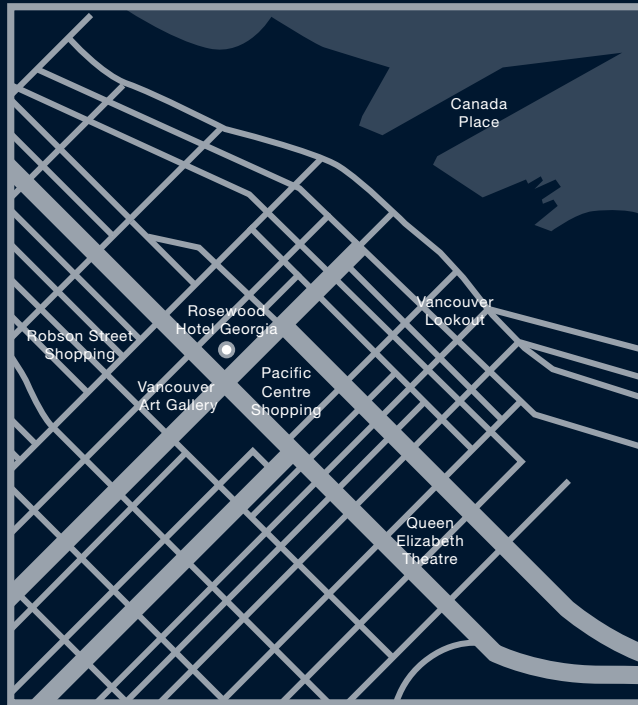 Canada
Place
Vancouver
Lookout
Rosewood
Hotel Georgia
Robson Street
Shopping
Pacific
Centre
Shopping
Vancouver
Art Gallery
Queen
Elizabeth
Theatre